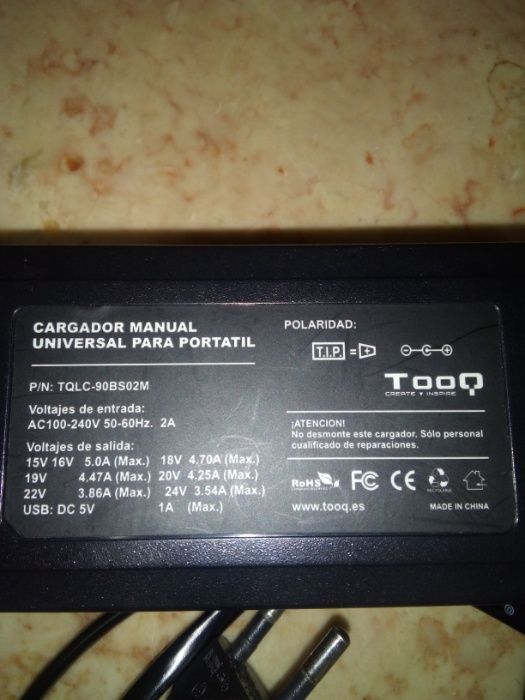 CARGADOR MANUAL
UNIVERSAL PARA PORTATIL
P/N: TQLC-90BS02M
Voltajes de entrada:
AC100-240V 50-60Hz. 2A
Voltajes de salida:
15V 16V 5.0A (Max.) 18V 4.70A (Max.)
19V 4.47A (Max.) 20V 4.25A (Max.)
22V 3.86A (Max.) 24V 3.54A (Max.)
USB: DC 5V 1A (Max.)
POLARIDAD:
T.I.P. = +
TooQ
CREATE Y INSPIRE
¡ATENCION!
No desmonte este cargador. Sólo personal
cualificado de reparaciones.
RoHS FC CE RECYCLABLE
www.tooq.es MADE IN CHINA